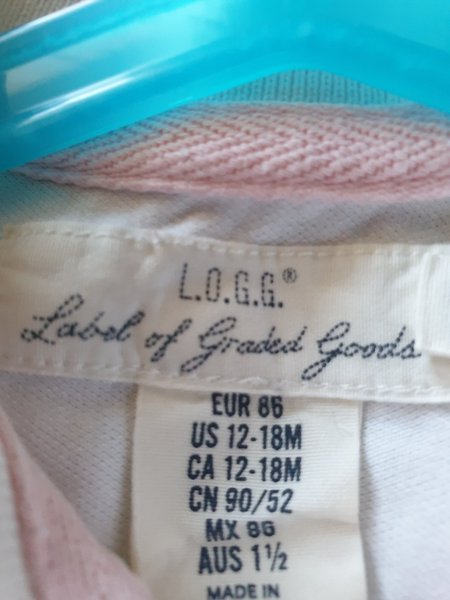 L.O.G.G.®
Label of Graded Goods
EUR 86
US 12-18M
CA 12-18M
CN 90/52
MX 86
AUS 1½
MADE IN